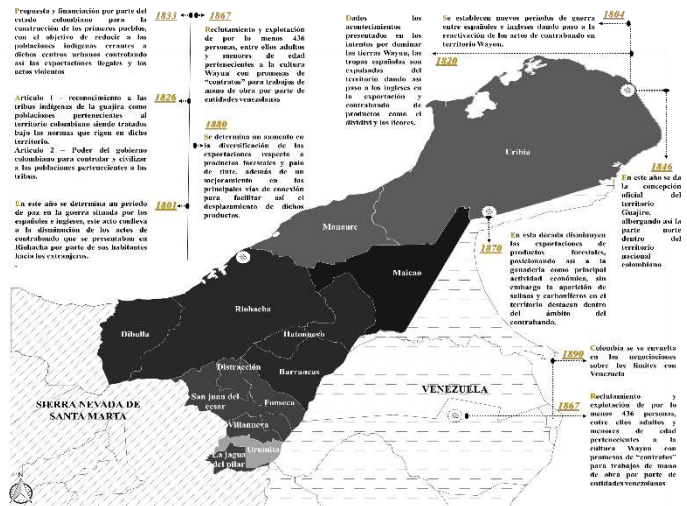 Propuesta y financiación por parte del
estado colombiano para la
construcción de los primeros pueblos,
con el objetivo de reducir a los
poblaciones indígenas errantes a
dichos centros urbanos controlando
así las exportaciones ilegales y los
actos violentos
1833
1867
Reclutamiento y explotación
de por lo menos 436
personas, entre ellos adultos
y menores de edad
pertenecientes a la cultura
Wayuu con promesas de
“contratos” para trabajos de
mano de obra por parte de
entidades venezolana
1826
Articulo 1 - reconocimiento a las
tribus indígenas de la guajira como
poblaciones pertenecientes al
territorio colombiano siendo tratados
bajo las normas que rigen en dicho
territorio.
Articulo 2 – Poder del gobierno
colombiano para controlar y civilizar
a las poblaciones pertenecientes a las
tribus.
1880
Se determina un aumento en
la diversificación de las
exportaciones respecto a
productos forestales y palo
de tinte, además de un
mejoramiento en las
principales vías de conexión
para facilitar así el
desplazamiento de dichos
productos.
1801
En este año se determina un periodo
de paz en la guerra situada por los
españoles e ingleses, este acto conlleva
a la disminución de los actos de
contrabando que se presentaban en
Riohacha por parte de sus habitantes
hacia los extranjeros.
.
Dados los
acontecimientos
presentados en los
intentos por dominar
las tierras Wayuu, las
tropas españolas son
expulsadas del
territorio dando así
paso a los ingleses en
la exportación y
contrabando de
productos como el
dividivi y los licores.
1820
Se establecen nuevos periodos de guerra
entre españoles e ingleses dando paso a la
reactivación de los actos de contrabando en
territorio Wayuu.
1804
1846
En este año se da
la concepción
oficial del
territorio
Guajiro.
albergando así la
parte norte
dentro del
territorio
nacional
colombiano
1870
En esta década disminuyen
las exportaciones de
productos forestales,
posicionando así a la
ganadería como principal
actividad económica, sin
embargo la aparición de
salinas y carboníferos en el
territorio destacan dentro
del ámbito del
contrabando.
1890
Colombia se ve envuelta
en las negociaciones
sobre los límites con
Venezuela
1867
Reclutamiento y
explotación de por lo
menos 436 personas,
entre ellos adultos y
menores de edad
pertenecientes a la
cultura Wayuu con
promesas de “contratos”
para trabajos de mano
de obra por parte de
entidades venezolanas
Uribia
Manaure
Maicao
Riohacha
Dibulla
Hatonuevo
Distracción
Barrancas
San juan del
cesar
Fonseca
Villanueva
Urumita
La jagua
del pilar
SIERRA NEVADA DE
SANTA MARTA
VENEZUELA
N